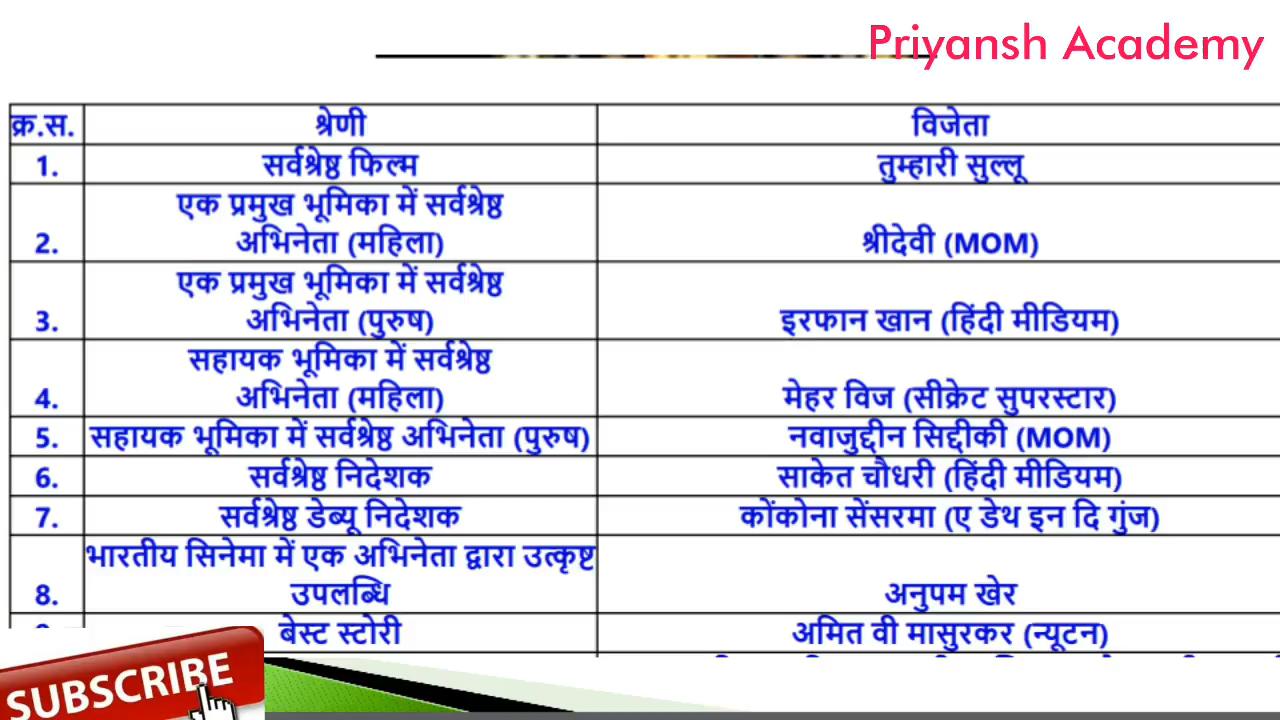 Priyansh Academy
क्र.स. श्रेणी विजेता
1. सर्वश्रेष्ठ फिल्म तुम्हारी सुल्लू
एक प्रमुख भूमिका में सर्वश्रेष्ठ
2. अभिनेता (महिला) श्रीदेवी (MOM)
एक प्रमुख भूमिका में सर्वश्रेष्ठ
3. अभिनेता (पुरुष) इरफान खान (हिंदी मीडियम)
सहायक भूमिका में सर्वश्रेष्ठ
4. अभिनेता (महिला) मेहर विज (सीक्रेट सुपरस्टार)
5. सहायक भूमिका में सर्वश्रेष्ठ अभिनेता (पुरुष) नवाजुद्दीन सिद्दीकी (MOM)
6. सर्वश्रेष्ठ निदेशक साकेत चौधरी (हिंदी मीडियम)
7. सर्वश्रेष्ठ डेब्यू निदेशक कोंकोना सेंसरमा (ए डेथ इन दि गुंज)
भारतीय सिनेमा में एक अभिनेता द्वारा उत्कृष्ट
8. उपलब्धि अनुपम खेर
बेस्ट स्टोरी अमित वी मासुरकर (न्यूटन)
SUBSCRIBE